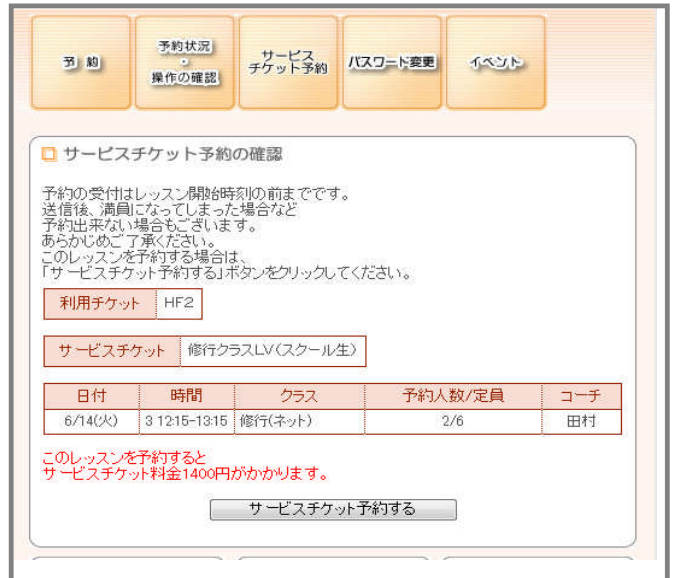 予 約
予約状況
・
操作の確認
サービス
チケット予約
パスワード変更
イベント
サービスチケット予約の確認
予約の受付はレッスン開始時刻の前までです。
送信後、満員になってしまった場合など
予約出来ない場合もございます。
あらかじめご了承ください。
このレッスンを予約する場合は、
「サービスチケット予約する」ボタンをクリックしてください。
利用チケット HF2
サービスチケット 修行クラスLV(スクール生)
日付 時間 クラス 予約人数/定員 コーチ
6/14(火) 3 12:15-13:15 修行(ネット) 2/6 田村
このレッスンを予約すると
サービスチケット料金1400円がかかります。
サービスチケット予約する